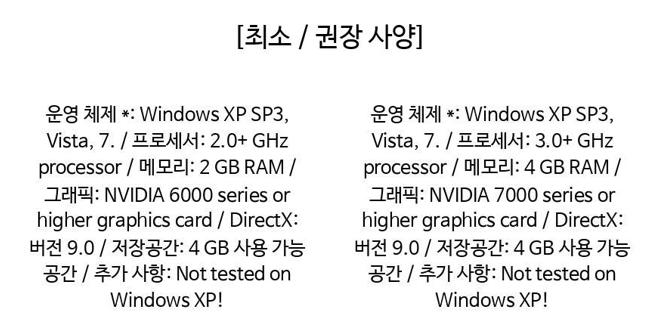 [최소 / 권장 사양]
운영 체제 *: Windows XP SP3,
Vista, 7. / 프로세서: 2.0+ GHz
processor / 메모리: 2 GB RAM /
그래픽: NVIDIA 6000 series or
higher graphics card / DirectX:
버전 9.0 / 저장공간: 4 GB 사용 가능
공간 / 추가 사항: Not tested on
Windows XP!
운영 체제 *: Windows XP SP3,
Vista, 7. / 프로세서: 3.0+ GHz
processor / 메모리: 4 GB RAM /
그래픽: NVIDIA 7000 series or
higher graphics card / DirectX:
버전 9.0 / 저장공간: 4 GB 사용 가능
공간 / 추가 사항: Not tested on
Windows XP!